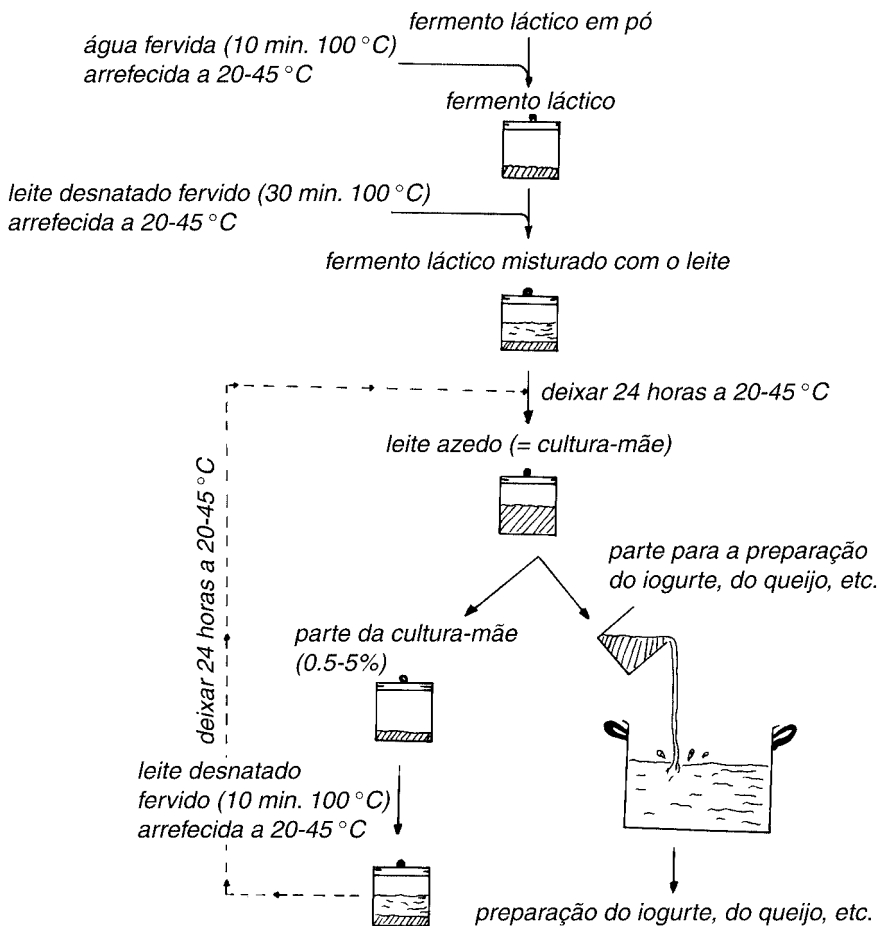 fermento láctico em pó
água fervida (10 min. 100 °C)
arrefecida a 20-45 °C
fermento láctico
leite desnatado fervido (30 min. 100 °C)
arrefecida a 20-45 °C
fermento láctico misturado com o leite
deixar 24 horas a 20-45 °C
leite azedo (= cultura-mãe)
deixar 24 horas a 20-45 °C
parte para a preparação
do iogurte, do queijo, etc.
parte da cultura-mãe
(0.5-5%)
leite desnatado
fervido (10 min. 100 °C)
arrefecida a 20-45 °C
preparação do iogurte, do queijo, etc.